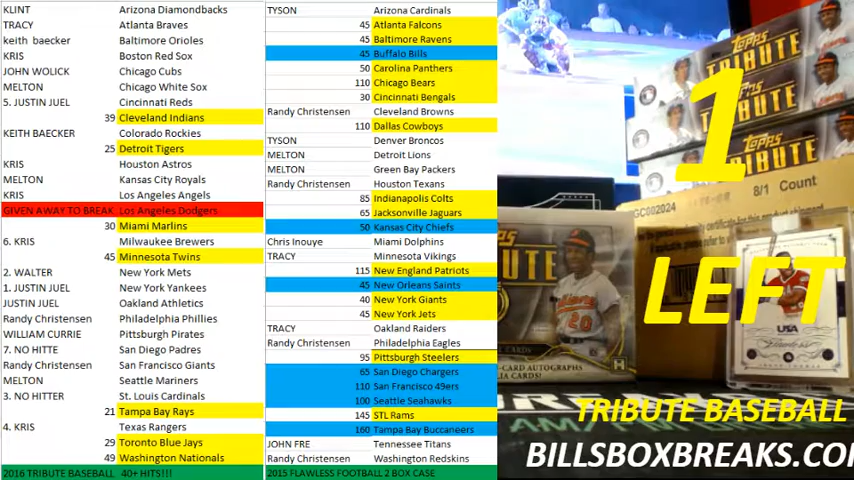 KLINT Arizona Diamondbacks
TRACY Atlanta Braves
keith baecker Baltimore Orioles
KRIS Boston Red Sox
JOHN WOLICK Chicago Cubs
MELTON Chicago White Sox
5. JUSTIN JUEL Cincinnati Reds
39 Cleveland Indians
KEITH BAECKER Colorado Rockies
25 Detroit Tigers
KRIS Houston Astros
MELTON Kansas City Royals
KRIS Los Angeles Angels
GIVEN AWAY TO BREAK Los Angeles Dodgers
30 Miami Marlins
6. KRIS Milwaukee Brewers
45 Minnesota Twins
2. WALTER New York Mets
1. JUSTIN JUEL New York Yankees
JUSTIN JUEL Oakland Athletics
Randy Christensen Philadelphia Phillies
WILLIAM CURRIE Pittsburgh Pirates
7. NO HITTE San Diego Padres
Randy Christensen San Francisco Giants
MELTON Seattle Mariners
3. NO HITTER St. Louis Cardinals
21 Tampa Bay Rays
4. KRIS Texas Rangers
29 Toronto Blue Jays
49 Washington Nationals
2016 TRIBUTE BASEBALL 40+ HITS!!!
TYSON Arizona Cardinals
45 Atlanta Falcons
45 Baltimore Ravens
45 Buffalo Bills
50 Carolina Panthers
110 Chicago Bears
30 Cincinnati Bengals
Randy Christensen Cleveland Browns
110 Dallas Cowboys
TYSON Denver Broncos
MELTON Detroit Lions
MELTON Green Bay Packers
Randy Christensen Houston Texans
85 Indianapolis Colts
65 Jacksonville Jaguars
50 Kansas City Chiefs
Chris Inouye Miami Dolphins
TRACY Minnesota Vikings
115 New England Patriots
45 New Orleans Saints
40 New York Giants
45 New York Jets
TRACY Oakland Raiders
Randy Christensen Philadelphia Eagles
95 Pittsburgh Steelers
65 San Diego Chargers
110 San Francisco 49ers
100 Seattle Seahawks
145 STL Rams
160 Tampa Bay Buccaneers
JOHN FRE Tennessee Titans
Randy Christensen Washington Redskins
2015 FLAWLESS FOOTBALL 2 BOX CASE
Topps
TRIBUTE
TRIBUTE
TRIBUTE
8/1 Count
GC002024
1
LEFT
USA
TRIBUTE BASEBALL
BILLSBOXBREAKS.CO